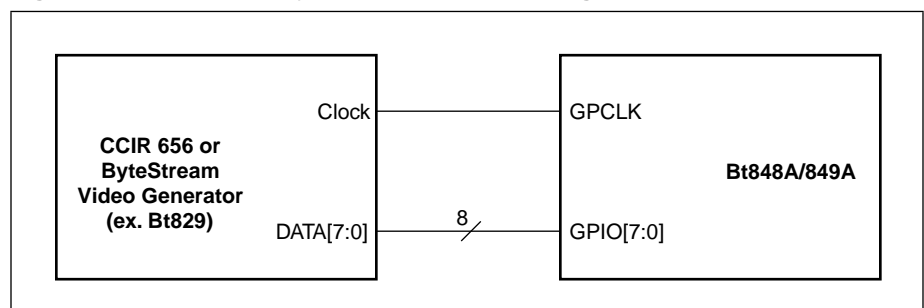 Clock
GPCLK
CCIR 656 or
ByteStream
Video Generator
(ex. Bt829)
Bt848A/849A
DATA[7:0]
8
GPIO[7:0]